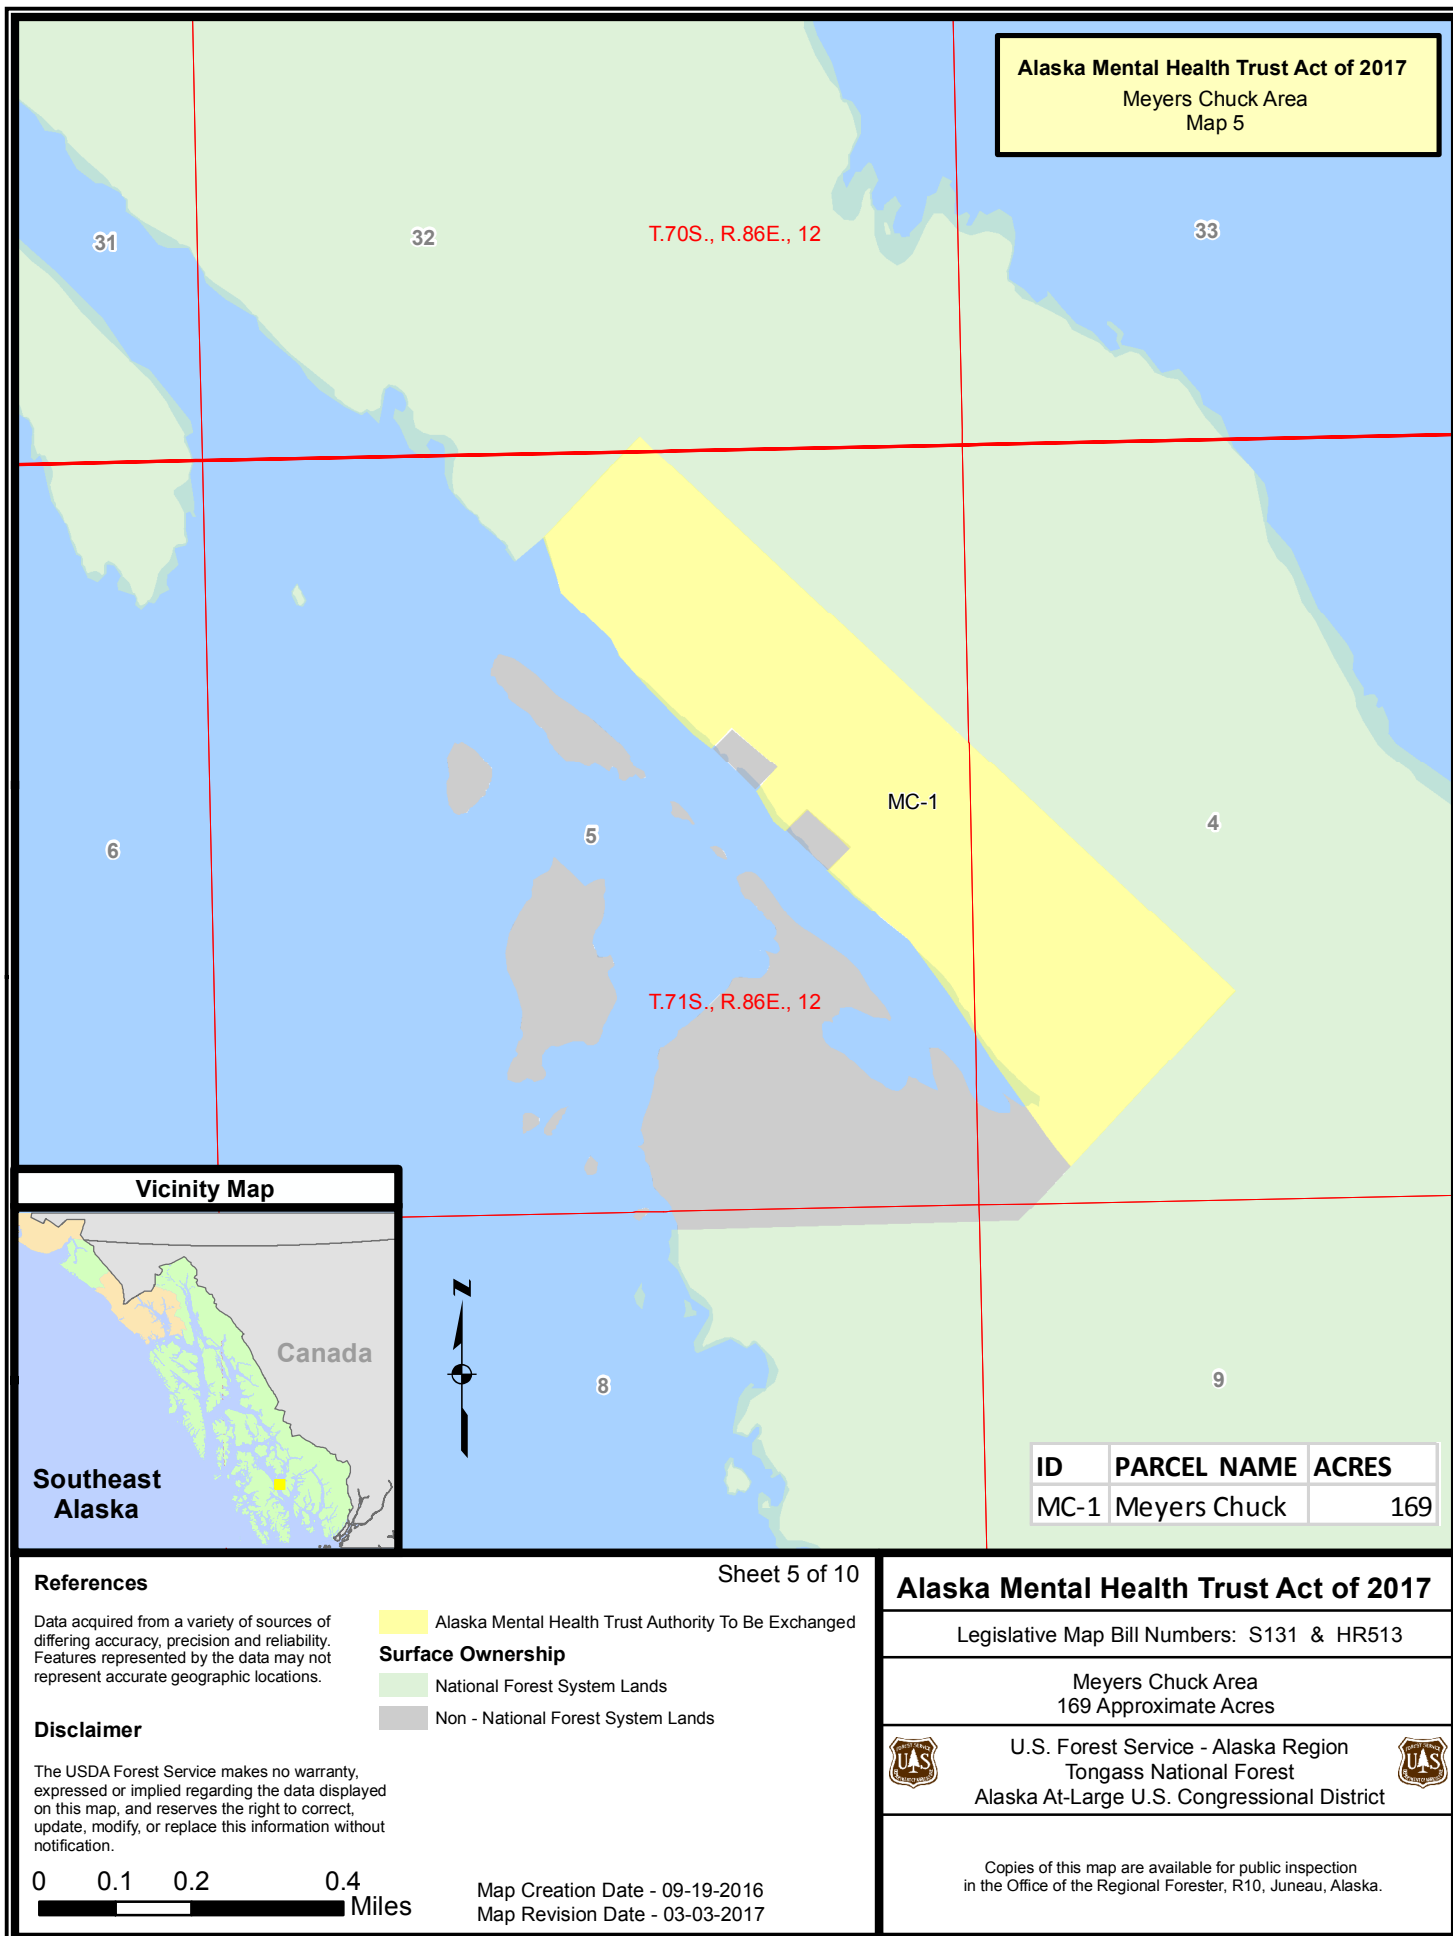 Alaska Mental Health Trust Act of 2017
Meyers Chuck Area
Map 5
31
32
T.70S., R.86E., 12
33
MC-1
6
5
4
T.71S., R.86E., 12
Vicinity Map
Canada
Southeast
Alaska
N
8
9
ID PARCEL NAME ACRES
MC-1 Meyers Chuck 169
References
Data acquired from a variety of sources of
differing accuracy, precision and reliability.
Features represented by the data may not
represent accurate geographic locations.
Disclaimer
The USDA Forest Service makes no warranty,
expressed or implied regarding the data displayed
on this map, and reserves the right to correct,
update, modify, or replace this information without
notification.
0 0.1 0.2 0.4
Miles
Sheet 5 of 10
Alaska Mental Health Trust Authority To Be Exchanged
Surface Ownership
National Forest System Lands
Non - National Forest System Lands
Map Creation Date - 09-19-2016
Map Revision Date - 03-03-2017
Alaska Mental Health Trust Act of 2017
Legislative Map Bill Numbers: S131 & HR513
Meyers Chuck Area
169 Approximate Acres
U.S. Forest Service - Alaska Region
Tongass National Forest
Alaska At-Large U.S. Congressional District
FOREST SERVICE
U S
FOREST SERVICE
U S
Copies of this map are available for public inspection
in the Office of the Regional Forester, R10, Juneau, Alaska.